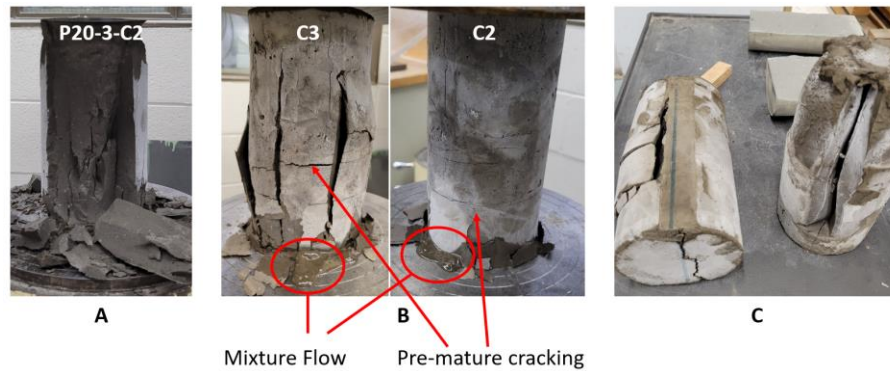 P20-3-C2
C3
C2
A
B
C
Mixture Flow
Pre-mature cracking